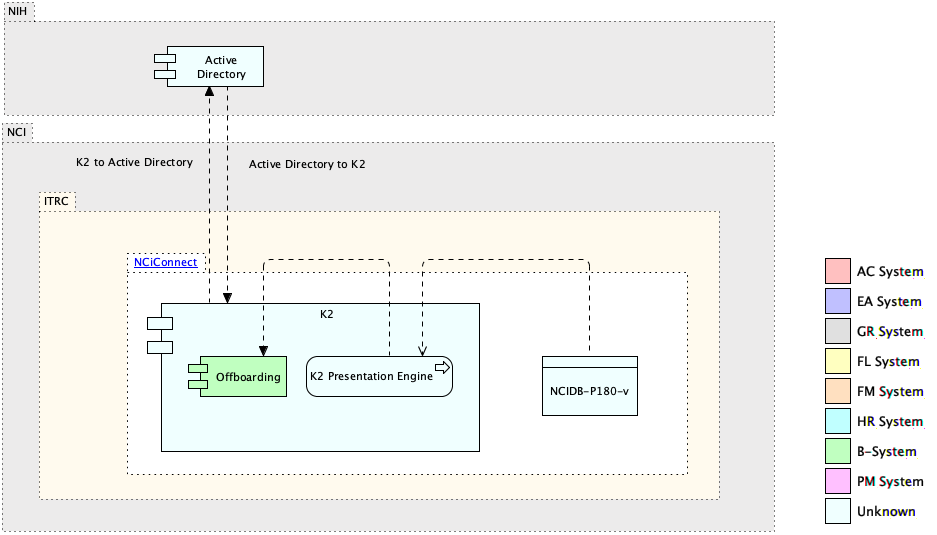 NIH
Active
Directory
NCI
K2 to Active Directory
Active Directory to K2
ITRC
NCiConnect
K2
Offboarding
K2 Presentation Engine
NCIDB-P180-v
AC System
EA System
GR System
FL System
FM System
HR System
B-System
PM System
Unknown